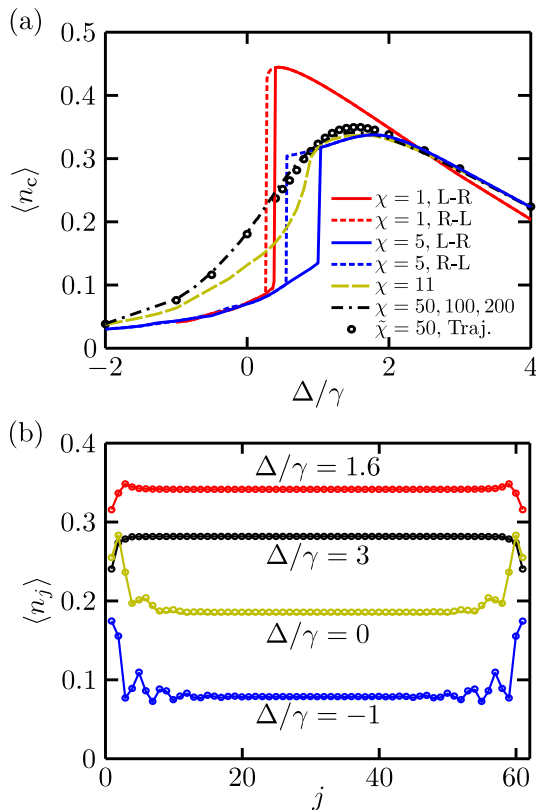 (a)
0.5
0.4
0.3
0.2
0.1
0
⟨n_c⟩
χ = 1, L-R
χ = 1, R-L
χ = 5, L-R
χ = 5, R-L
χ = 11
χ = 50, 100, 200
χ̃ = 50, Traj.
−2 0 2 4
Δ/γ
(b)
0.4
0.3
0.2
0.1
0
⟨n_j⟩
Δ/γ = 1.6
Δ/γ = 3
Δ/γ = 0
Δ/γ = −1
0 20 40 60
j